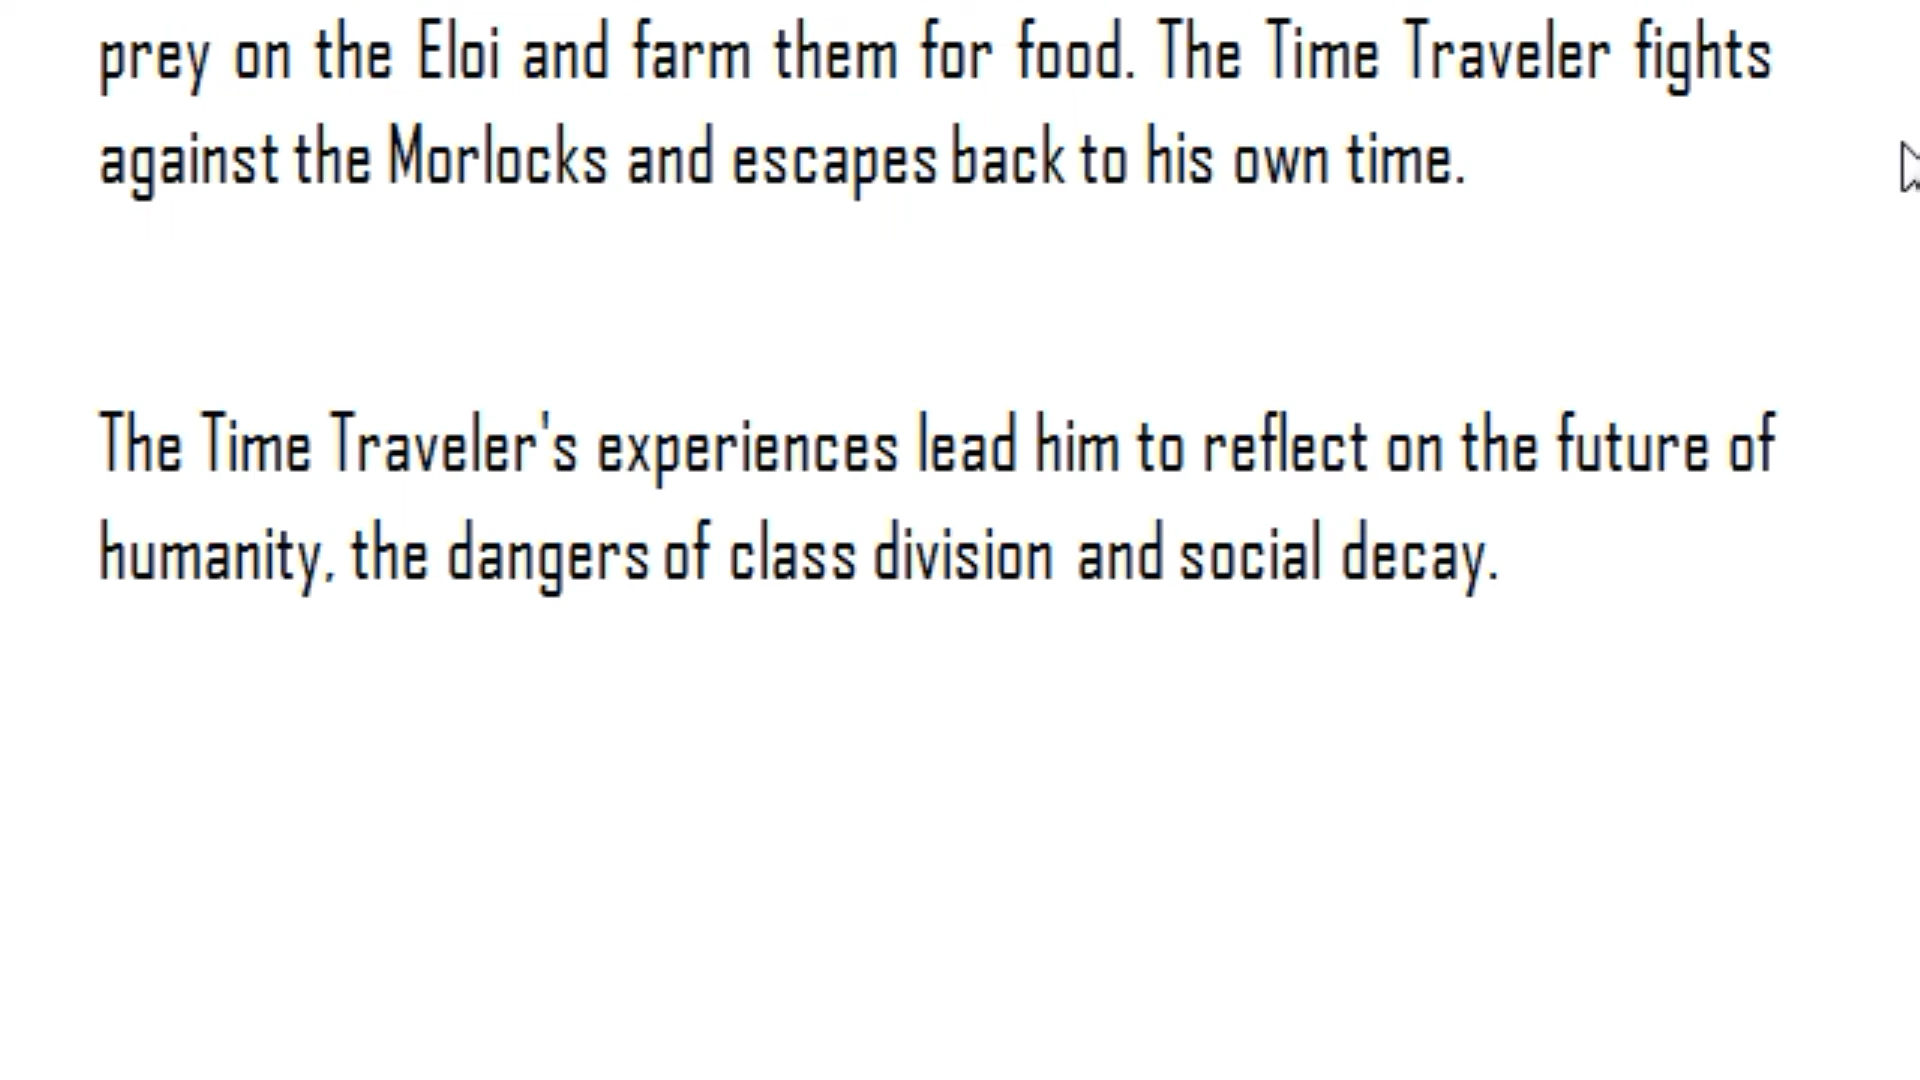 prey on the Eloi and farm them for food. The Time Traveler fights
against the Morlocks and escapes back to his own time.
The Time Traveler's experiences lead him to reflect on the future of
humanity, the dangers of class division and social decay.